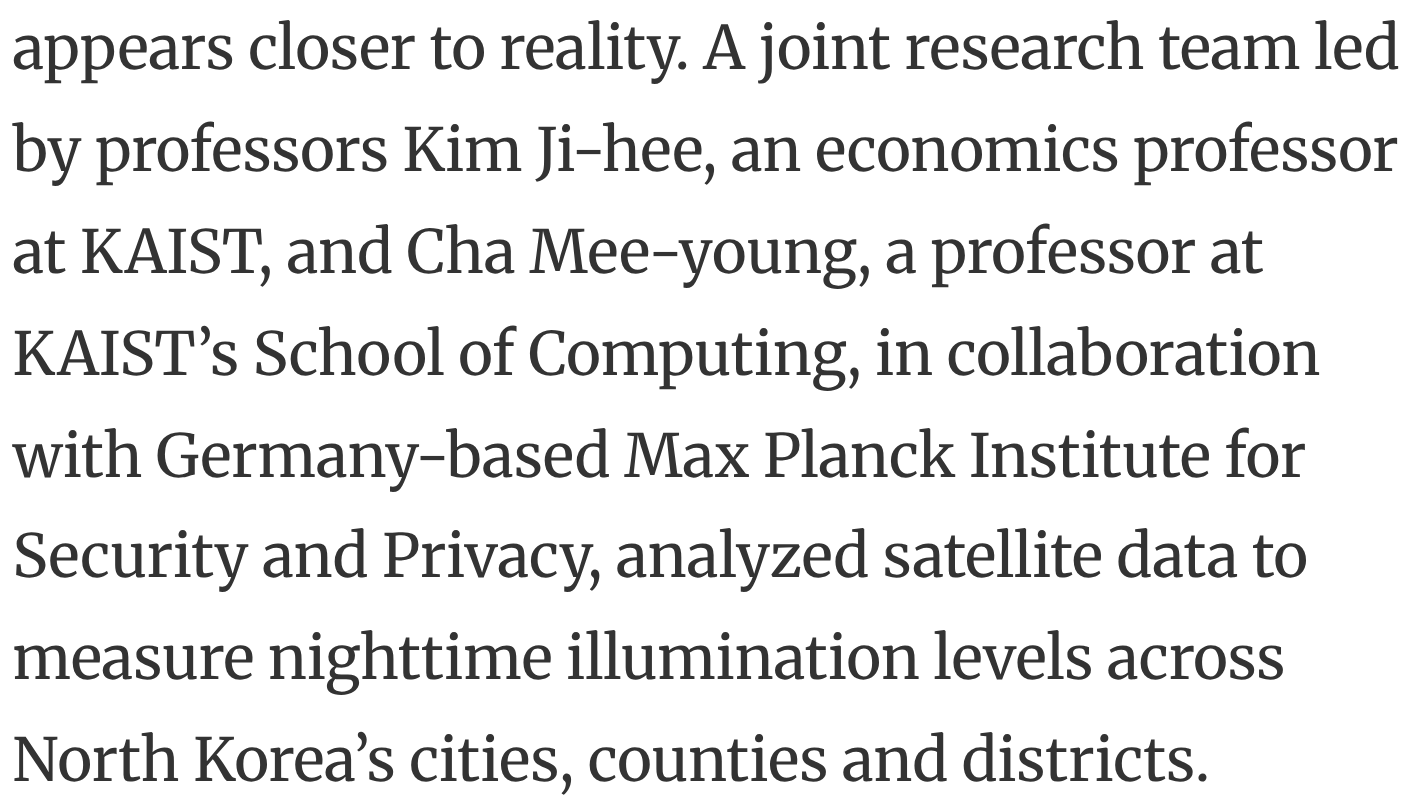 appears closer to reality. A joint research team led
by professors Kim Ji-hee, an economics professor
at KAIST, and Cha Mee-young, a professor at
KAIST’s School of Computing, in collaboration
with Germany-based Max Planck Institute for
Security and Privacy, analyzed satellite data to
measure nighttime illumination levels across
North Korea’s cities, counties and districts.